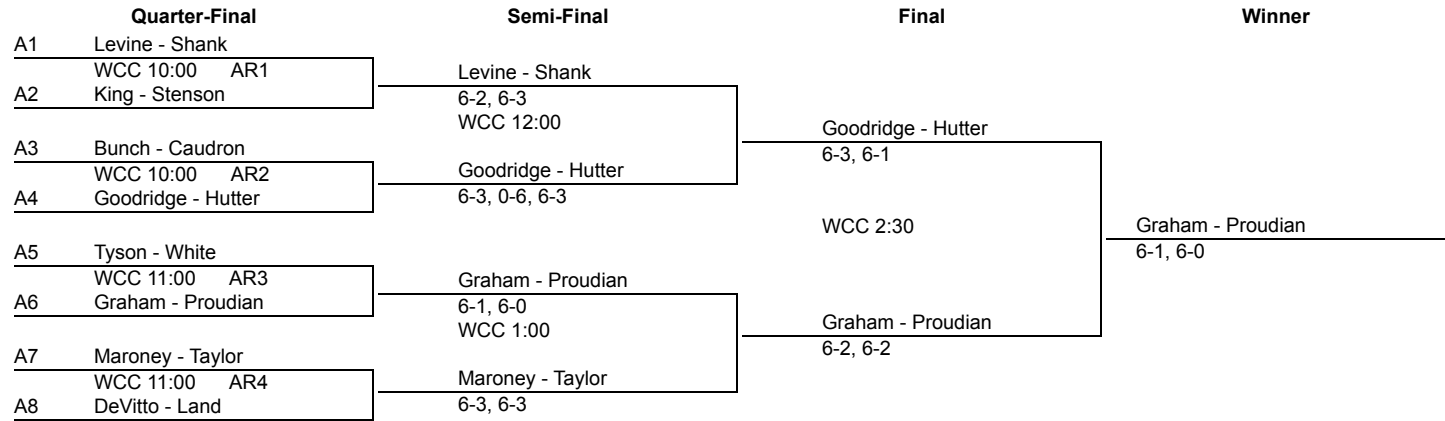 Quarter-Final Semi-Final Final Winner
A1 Levine - Shank
WCC 10:00 AR1
A2 King - Stenson
A3 Bunch - Caudron
WCC 10:00 AR2
A4 Goodridge - Hutter
A5 Tyson - White
WCC 11:00 AR3
A6 Graham - Proudian
A7 Maroney - Taylor
WCC 11:00 AR4
A8 DeVitto - Land
Levine - Shank
6-2, 6-3
WCC 12:00
Goodridge - Hutter
6-3, 0-6, 6-3
Graham - Proudian
6-1, 6-0
WCC 1:00
Maroney - Taylor
6-3, 6-3
Goodridge - Hutter
6-3, 6-1
WCC 2:30
Graham - Proudian
6-2, 6-2
Graham - Proudian
6-1, 6-0